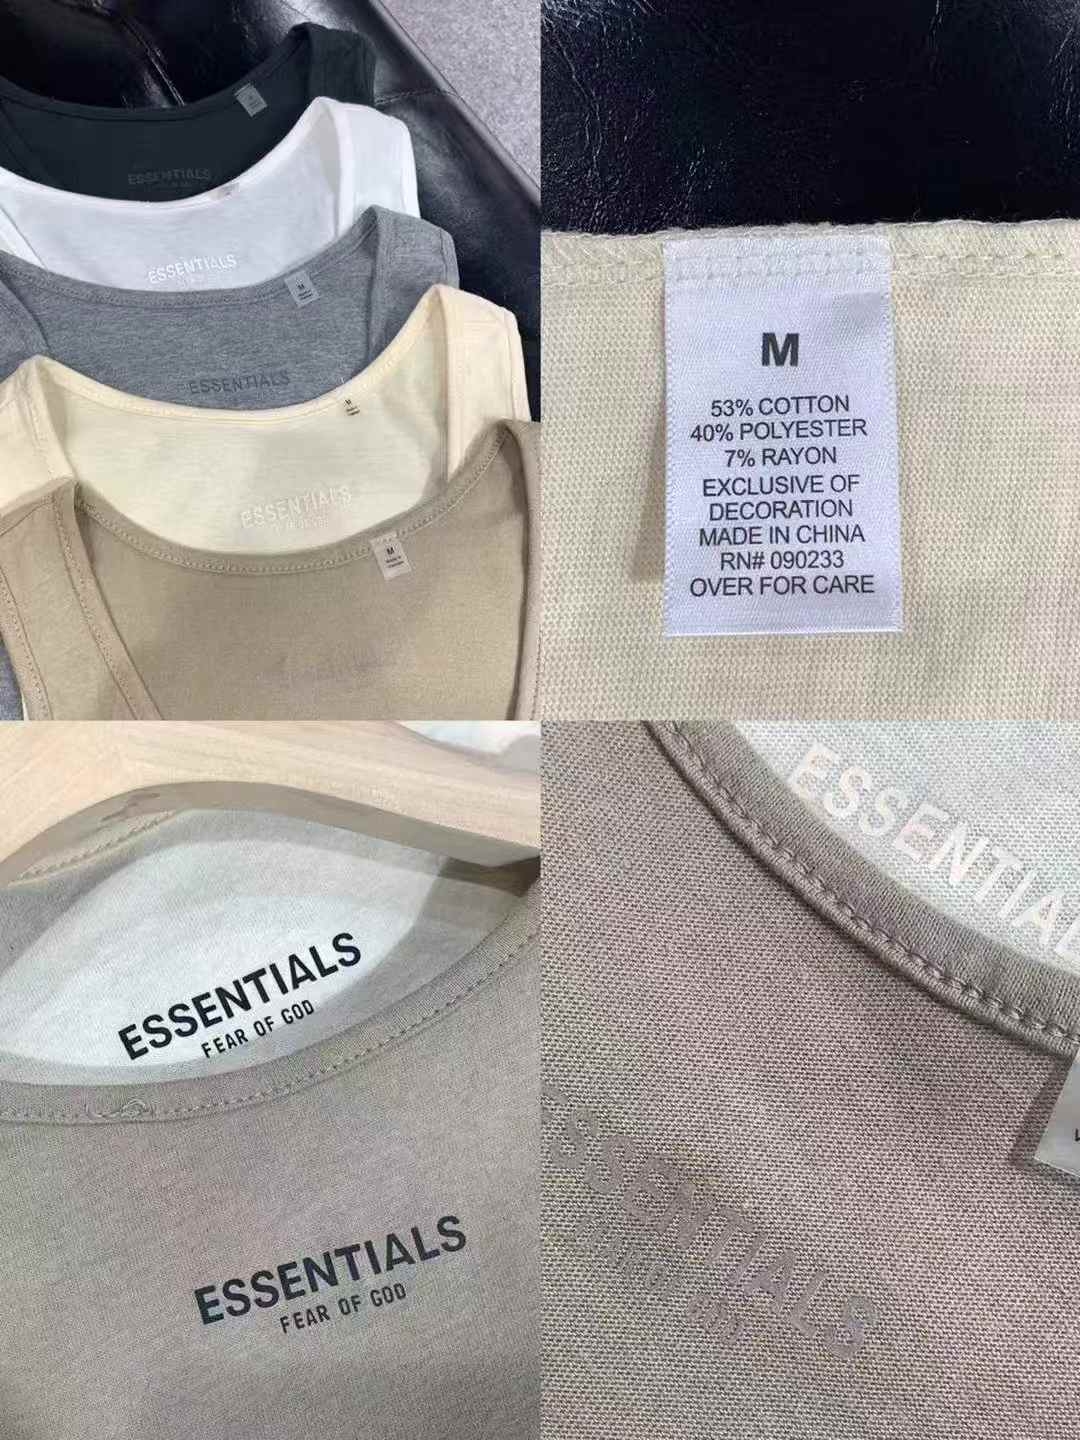 ESSENTIALS
ESSENTIALS
M
ESSENTIALS
M
ESSENTIALS
M
M
53% COTTON
40% POLYESTER
7% RAYON
EXCLUSIVE OF
DECORATION
MADE IN CHINA
RN# 090233
OVER FOR CARE
ESSENTIALS
FEAR OF GOD
ESSENTIALS
FEAR OF GOD
ESSENTIAL
ESSENTIALS